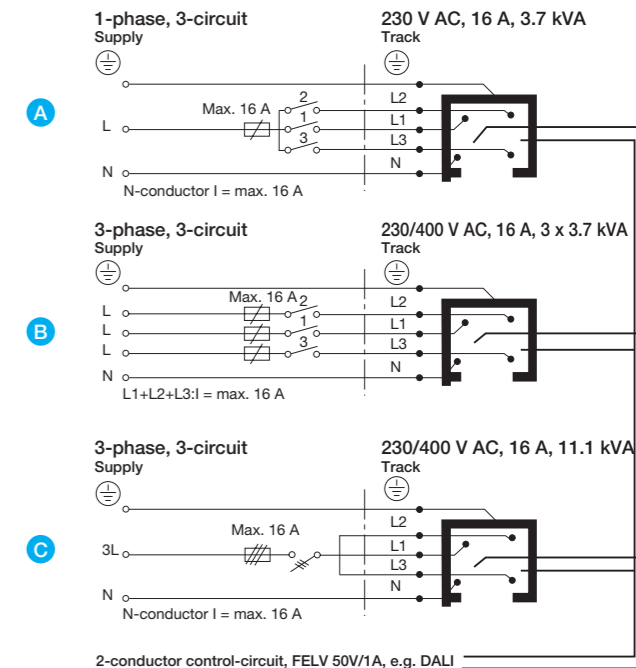 1-phase, 3-circuit
Supply
230 V AC, 16 A, 3.7 kVA
Track
A
L
N
Max. 16 A
2
1
3
L2
L1
L3
N
N-conductor I = max. 16 A
3-phase, 3-circuit
Supply
230/400 V AC, 16 A, 3 x 3.7 kVA
Track
B
L
L
L
N
Max. 16 A
2
1
3
L2
L1
L3
N
L1+L2+L3:I = max. 16 A
3-phase, 3-circuit
Supply
230/400 V AC, 16 A, 11.1 kVA
Track
C
3L
N
Max. 16 A
L2
L1
L3
N
N-conductor I = max. 16 A
2-conductor control-circuit, FELV 50V/1A, e.g. DALI